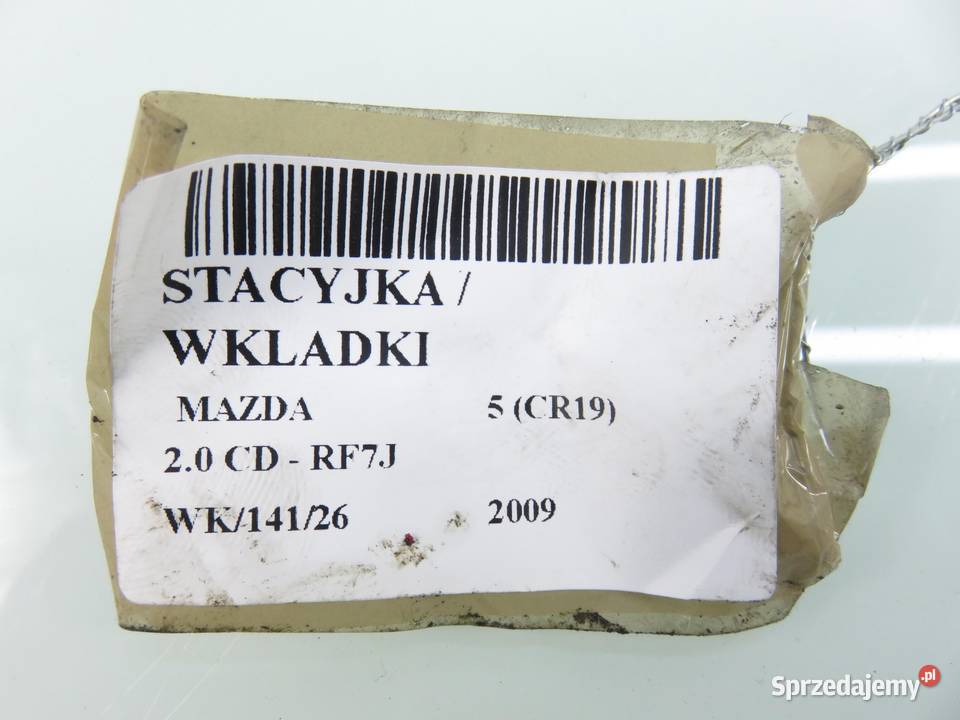 STACYJKA /
WKLADKI
MAZDA 5 (CR19)
2.0 CD - RF7J
WK/141/26 2009
Sprzedajemy.pl